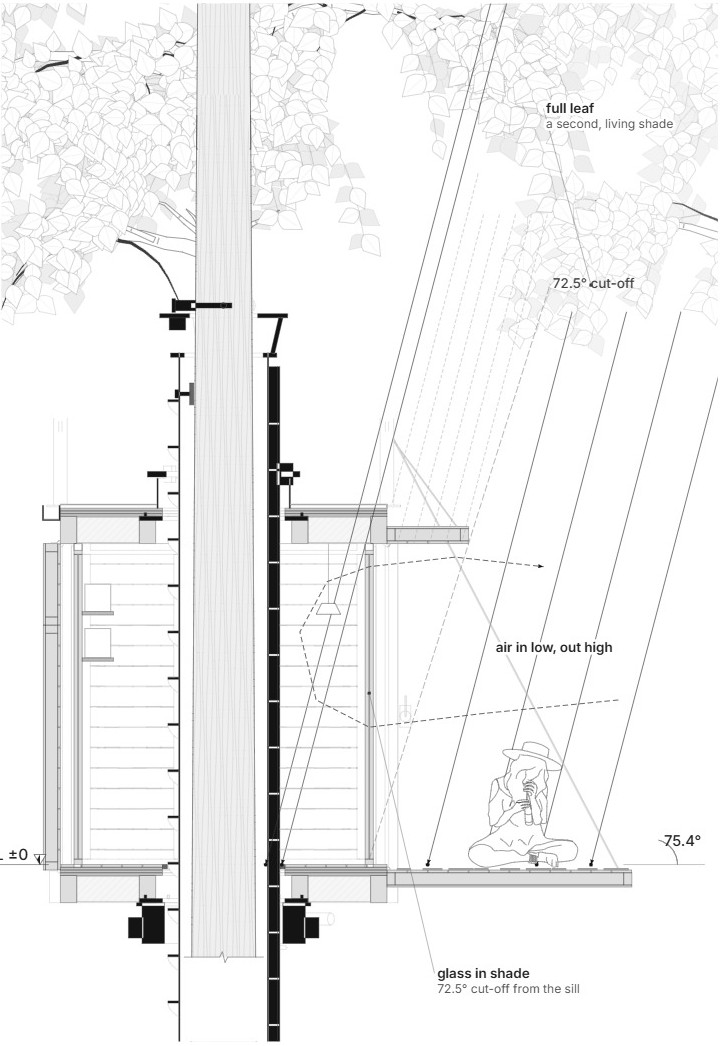 full leaf
a second, living shade
72.5° cut-off
air in low, out high
±0
75.4°
glass in shade
72.5° cut-off from the sill